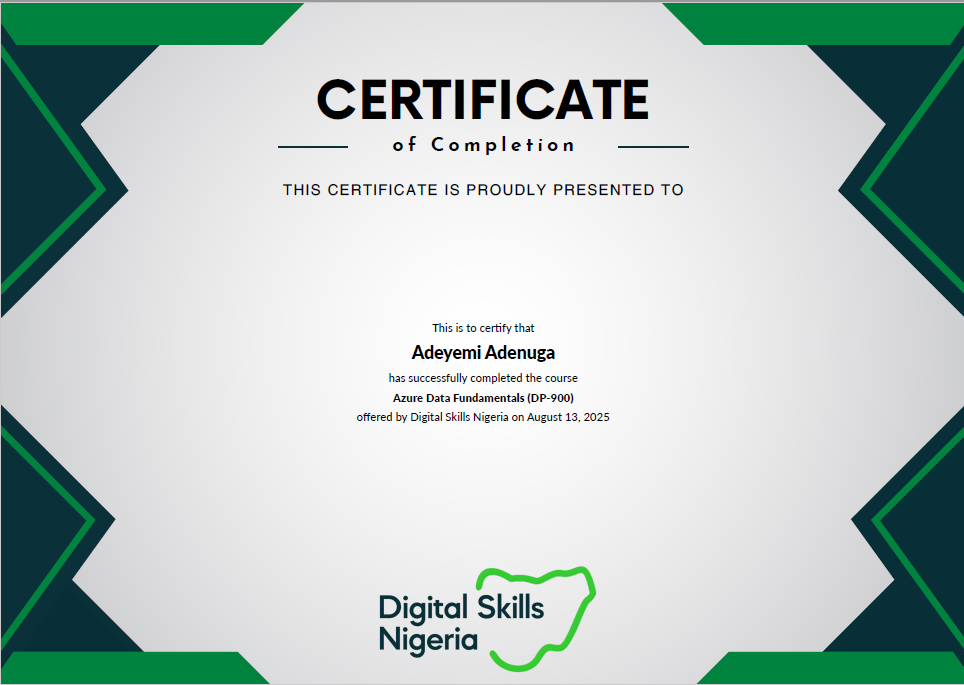 CERTIFICATE
of Completion
THIS CERTIFICATE IS PROUDLY PRESENTED TO
This is to certify that
Adeyemi Adenuga
has successfully completed the course
Azure Data Fundamentals (DP-900)
offered by Digital Skills Nigeria on August 13, 2025
Digital Skills
Nigeria